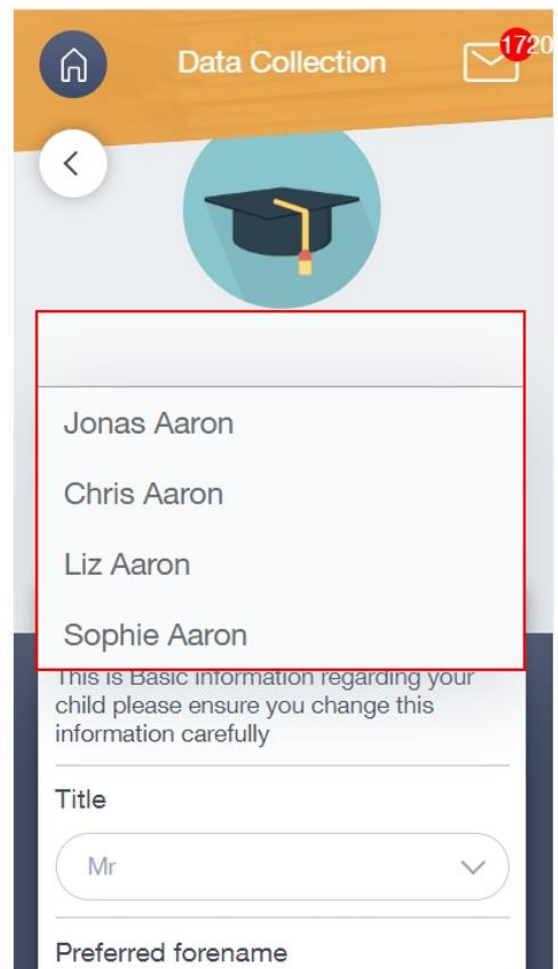 Data Collection
1720
Jonas Aaron
Chris Aaron
Liz Aaron
Sophie Aaron
This is Basic information regarding your
child please ensure you change this
information carefully
Title
Mr
Preferred forename